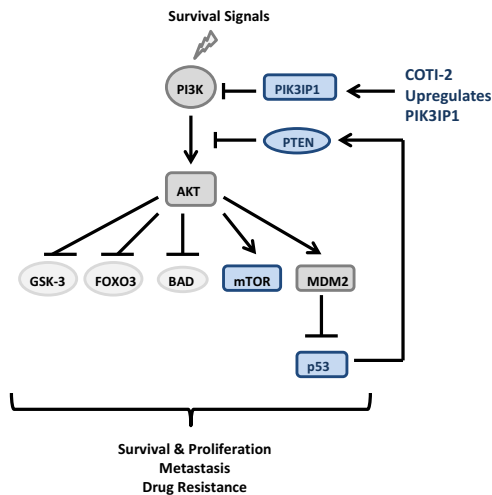 Survival Signals
PI3K
PIK3IP1
COTI-2
Upregulates
PIK3IP1
PTEN
AKT
GSK-3
FOXO3
BAD
mTOR
MDM2
p53
Survival & Proliferation
Metastasis
Drug Resistance